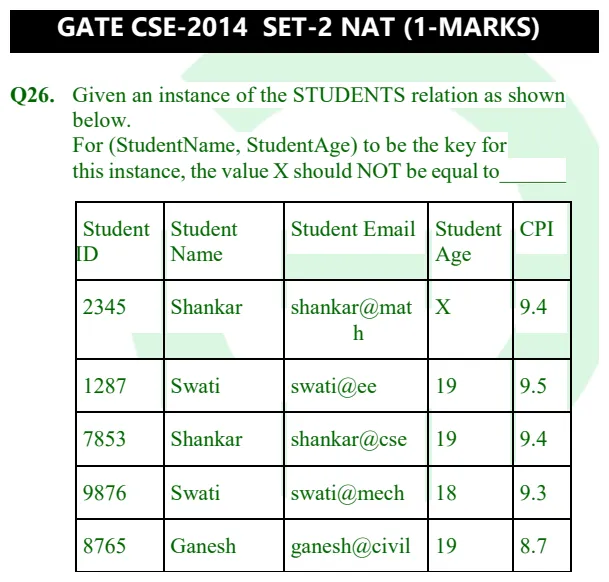 GATE CSE-2014 SET-2 NAT (1-MARKS)
Q26. Given an instance of the STUDENTS relation as shown
below.
For (StudentName, StudentAge) to be the key for
this instance, the value X should NOT be equal to______
Student ID Student Name Student Email Student Age CPI
2345 Shankar shankar@math X 9.4
1287 Swati swati@ee 19 9.5
7853 Shankar shankar@cse 19 9.4
9876 Swati swati@mech 18 9.3
8765 Ganesh ganesh@civil 19 8.7